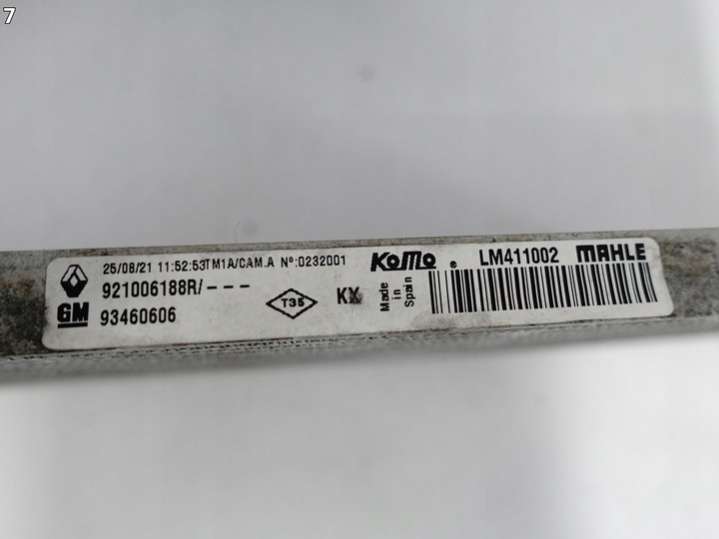 7
25/08/21 11:52:53TM1A/CAM.A Nº:0232001
921006188R/---
GM
93460606
T35
KX
Made in Spain
KoMo
LM411002
MAHLE